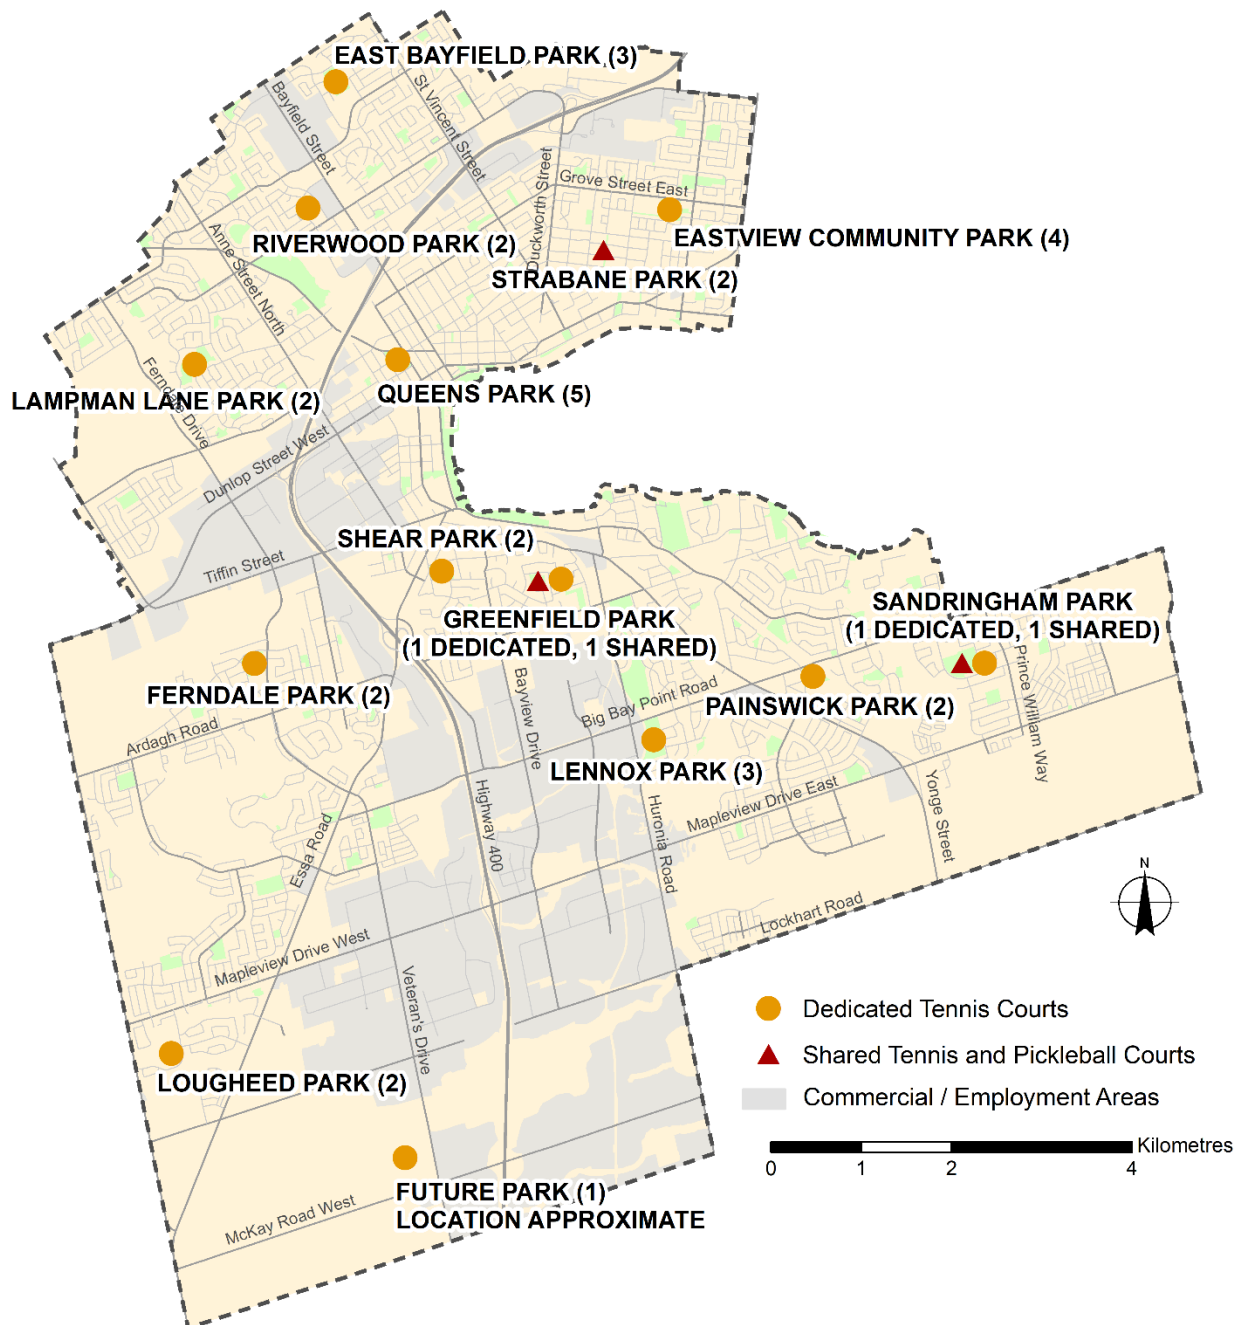 EAST BAYFIELD PARK (3)
Bayfield Street
St Vincent Street
Grove Street East
Duckworth Street
RIVERWOOD PARK (2)
EASTVIEW COMMUNITY PARK (4)
Anne Street North
STRABANE PARK (2)
Ferndale Drive
LAMPMAN LANE PARK (2)
QUEENS PARK (5)
Dunlop Street West
SHEAR PARK (2)
Tiffin Street
GREENFIELD PARK
(1 DEDICATED, 1 SHARED)
SANDRINGHAM PARK
(1 DEDICATED, 1 SHARED)
FERNDALE PARK (2)
Ardagh Road
Bayview Drive
Big Bay Point Road
PAINSWICK PARK (2)
Prince William Way
LENNOX PARK (3)
Highway 400
Huronia Road
Mapleview Drive East
Yonge Street
Essa Road
N
Lockhart Road
Mapleview Drive West
Veteran's Drive
Dedicated Tennis Courts
Shared Tennis and Pickleball Courts
Commercial / Employment Areas
LOUGHEED PARK (2)
Kilometres
0 1 2 4
FUTURE PARK (1)
LOCATION APPROXIMATE
McKay Road West